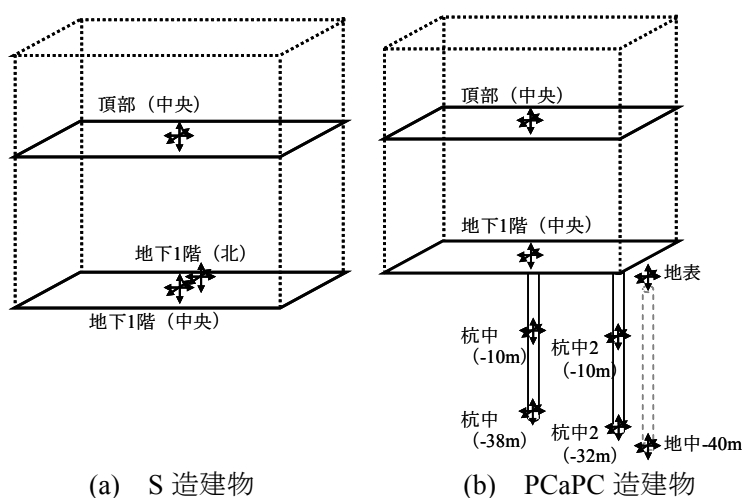 頂部（中央）
地下1階（北）
地下1階（中央）
(a) S 造建物
頂部（中央）
地下1階（中央）
地表
杭中
（-10m）
杭中2
（-10m）
杭中
（-38m）
杭中2
（-32m）
地中-40m
(b) PCaPC 造建物